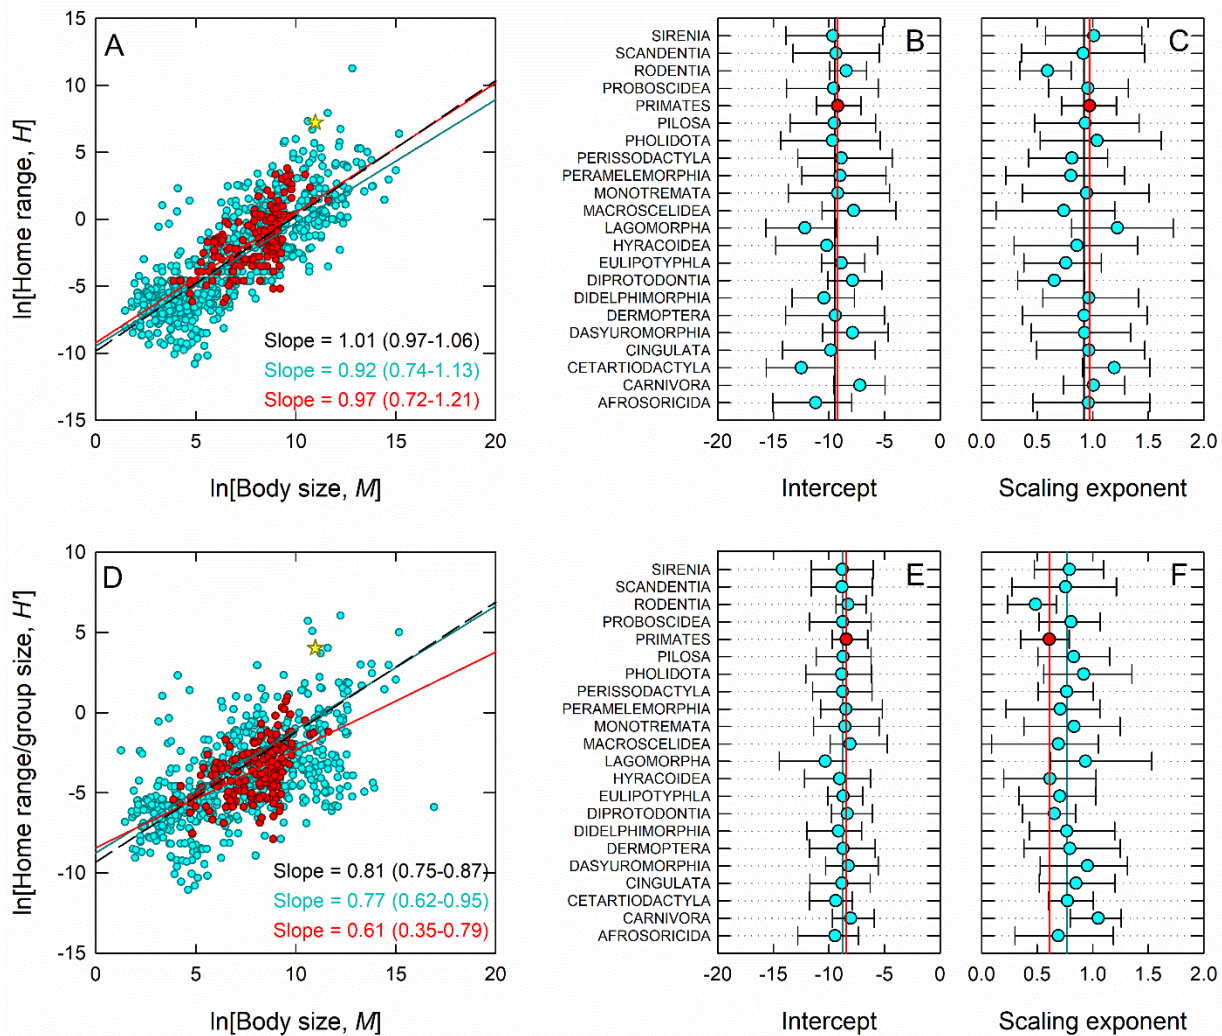 A
ln[Home range, H]
15
10
5
0
-5
-10
15
Slope = 1.01 (0.97-1.06)
Slope = 0.92 (0.74-1.13)
Slope = 0.97 (0.72-1.21)
0 5 10 15 20
ln[Body size, M]
B
SIRENIA
SCANDENTIA
RODENTIA
PROBOSCIDEA
PRIMATES
PILOSA
PHOLIDOTA
PERISSODACTYLA
PERAMELEMORPHIA
MONOTREMATA
MACROSCELIDEA
LAGOMORPHA
HYRACOIDEA
EULIPOTYPHLA
DIPROTODONTIA
DIDELPHIMORPHIA
DERMOPTERA
DASYUROMORPHIA
CINGULATA
CETARTIODACTYLA
CARNIVORA
AFROSORICIDA
-20 -15 -10 -5 0
Intercept
C
0.0 0.5 1.0 1.5 2.0
Scaling exponent
D
ln[Home range/group size, H']
10
5
0
-5
-10
-15
Slope = 0.81 (0.75-0.87)
Slope = 0.77 (0.62-0.95)
Slope = 0.61 (0.35-0.79)
0 5 10 15 20
ln[Body size, M]
E
SIRENIA
SCANDENTIA
RODENTIA
PROBOSCIDEA
PRIMATES
PILOSA
PHOLIDOTA
PERISSODACTYLA
PERAMELEMORPHIA
MONOTREMATA
MACROSCELIDEA
LAGOMORPHA
HYRACOIDEA
EULIPOTYPHLA
DIPROTODONTIA
DIDELPHIMORPHIA
DERMOPTERA
DASYUROMORPHIA
CINGULATA
CETARTIODACTYLA
CARNIVORA
AFROSORICIDA
-20 -15 -10 -5 0
Intercept
F
0.0 0.5 1.0 1.5 2.0
Scaling exponent